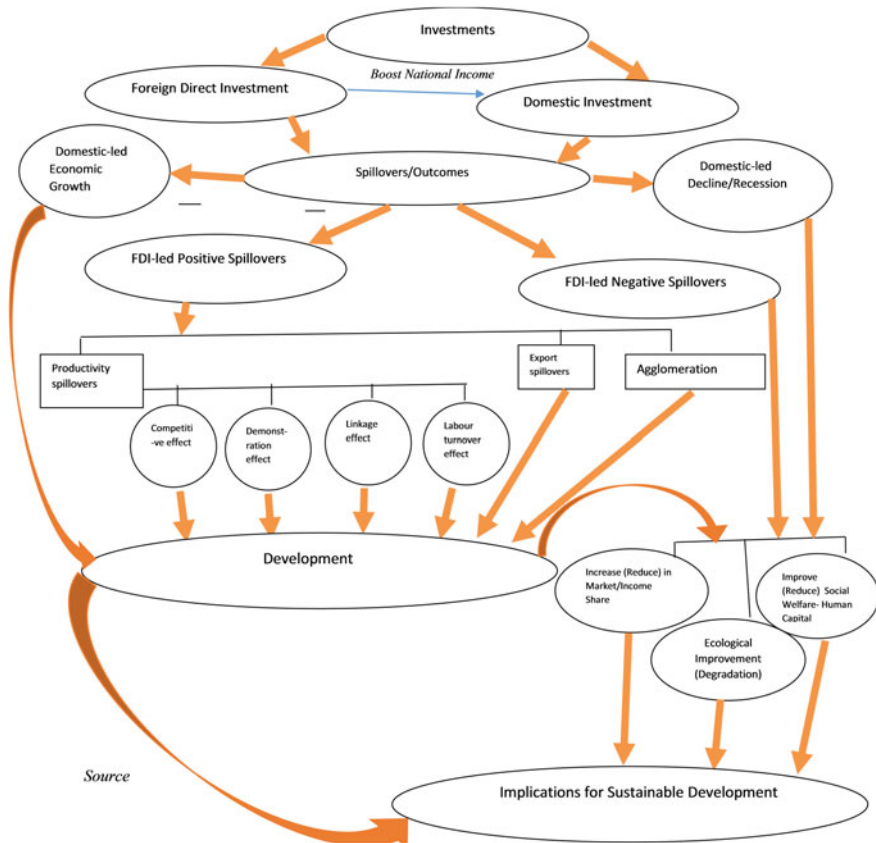 Investments
Boost National Income
Foreign Direct Investment
Domestic Investment
Domestic-led
Economic
Growth
Spillovers/Outcomes
Domestic-led
Decline/Recession
FDI-led Positive Spillovers
FDI-led Negative Spillovers
Productivity
spillovers
Export
spillovers
Agglomeration
Competiti
-ve effect
Demonst-
ration
effect
Linkage
effect
Labour
turnover
effect
Development
Increase (Reduce) in
Market/Income
Share
Improve
(Reduce) Social
Welfare- Human
Capital
Ecological
Improvement
(Degradation)
Source
Implications for Sustainable Development